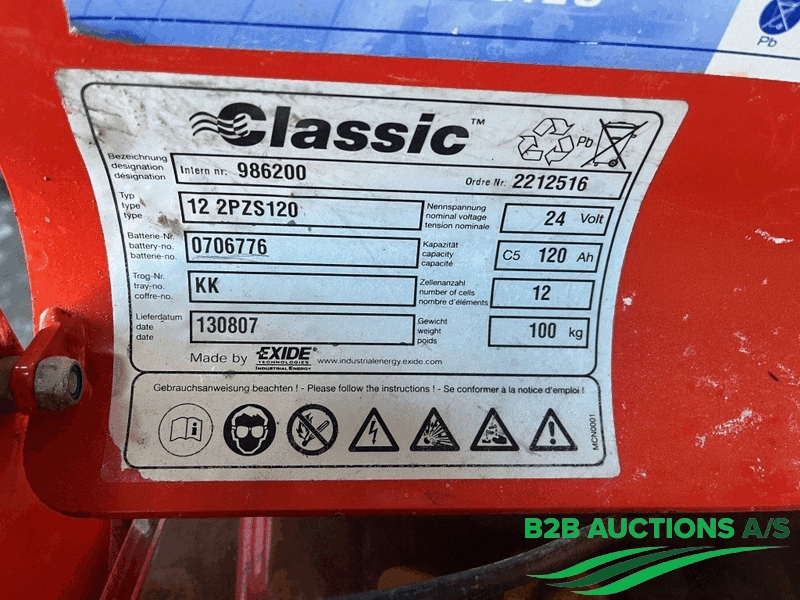 Pb
Classic™
Pb
Bezeichnung
designation
désignation
Intern nr. 986200
Ordre Nr. 2212516
Typ
type
type
12 2PZS120
Nennspannung
nominal voltage
tension nominale
24 Volt
Batterie-Nr.
battery-no.
batterie-no.
0706776
Kapazität
capacity
capacité
C5 120 Ah
Trog-Nr.
tray-no.
coffre-no.
KK
Zellenanzahl
number of cells
nombre d'éléments
12
Lieferdatum
date
date
130807
Gewicht
weight
poids
100 kg
Made by EXIDE TECHNOLOGIES INDUSTRIAL ENERGY www.industrialenergy.exide.com
Gebrauchsanweisung beachten ! - Please follow the instructions ! - Se conformer à la notice d'emploi !
MCN0001
B2B AUCTIONS A/S